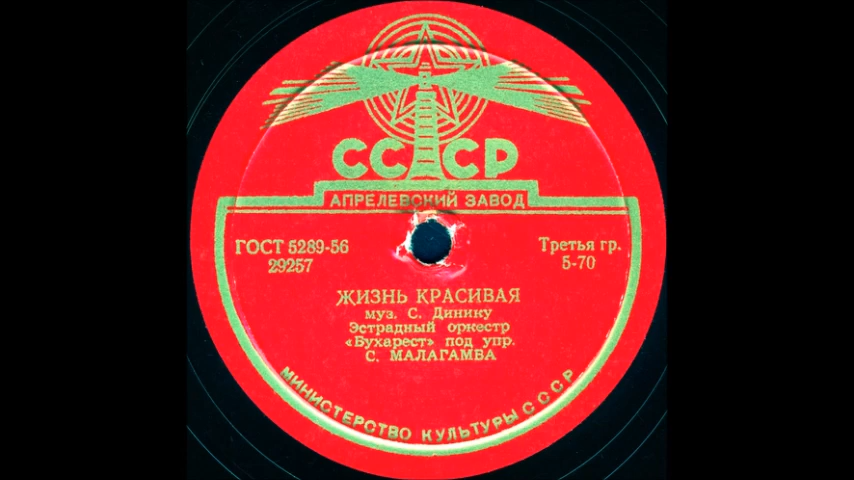 СССР
АПРЕЛЕВСКИЙ ЗАВОД
ГОСТ 5289-56
29257
Третья гр.
5-70
ЖИЗНЬ КРАСИВАЯ
муз. С. Динику
Эстрадный оркестр
«Бухарест» под упр.
С. МАЛАГАМВА
МИНИСТЕРСТВО КУЛЬТУРЫ СССР